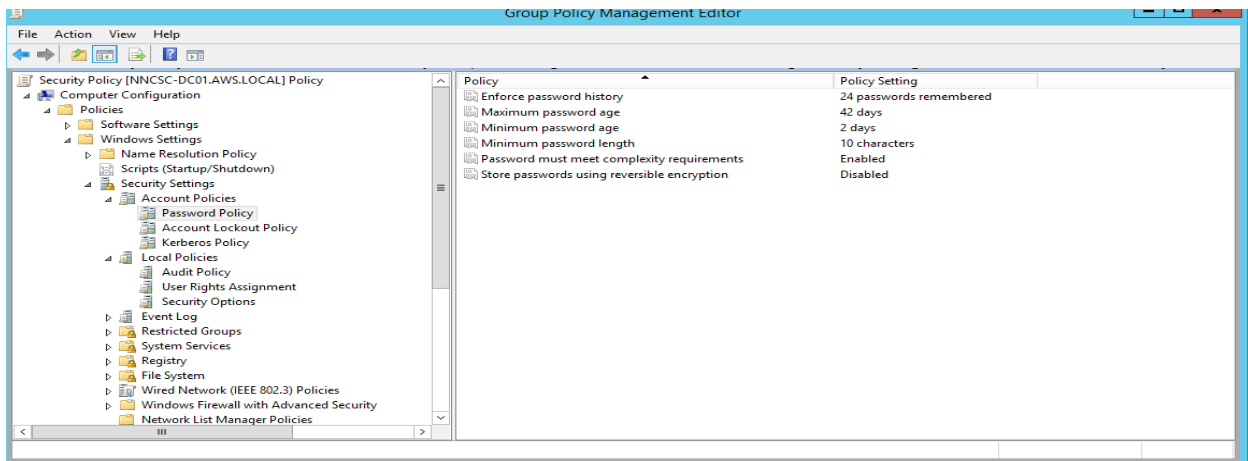 Group Policy Management Editor
File Action View Help
Security Policy [NNCSC-DC01.AWS.LOCAL] Policy
Computer Configuration
Policies
Software Settings
Windows Settings
Name Resolution Policy
Scripts (Startup/Shutdown)
Security Settings
Account Policies
Password Policy
Account Lockout Policy
Kerberos Policy
Local Policies
Audit Policy
User Rights Assignment
Security Options
Event Log
Restricted Groups
System Services
Registry
File System
Wired Network (IEEE 802.3) Policies
Windows Firewall with Advanced Security
Network List Manager Policies
Policy Policy Setting
Enforce password history 24 passwords remembered
Maximum password age 42 days
Minimum password age 2 days
Minimum password length 10 characters
Password must meet complexity requirements Enabled
Store passwords using reversible encryption Disabled